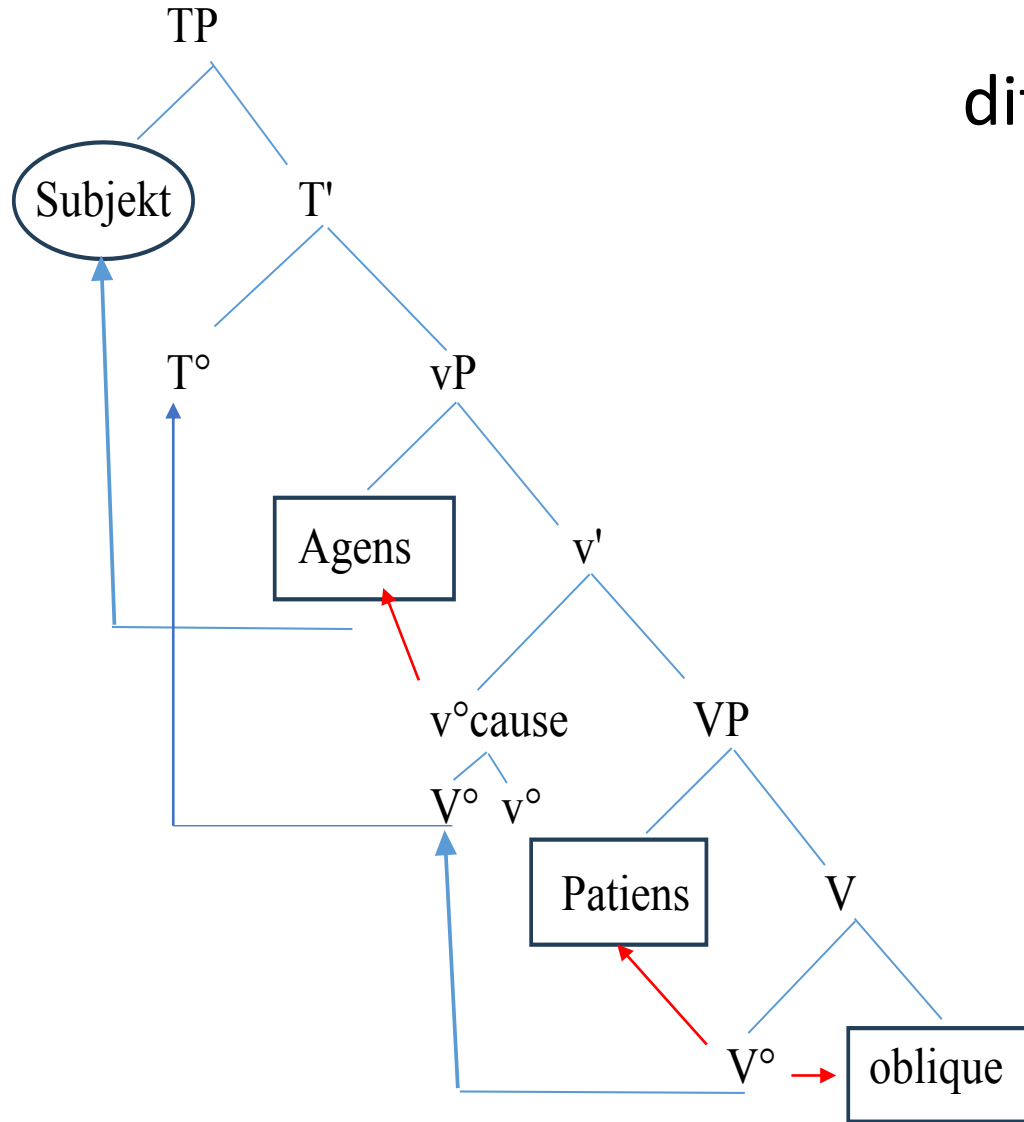 TP
Subjekt T'
T° vP
Agens v'
v°cause VP
V° v°
Patiens V
V° oblique